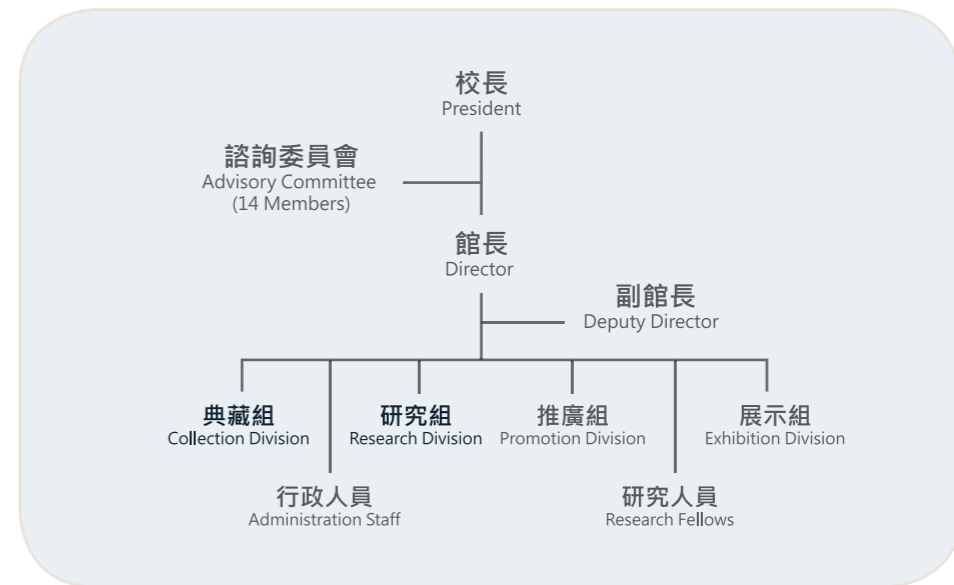 校長
President
諮詢委員會
Advisory Committee
(14 Members)
館長
Director
副館長
Deputy Director
典藏組
Collection Division
研究組
Research Division
推廣組
Promotion Division
展示組
Exhibition Division
行政人員
Administration Staff
研究人員
Research Fellows